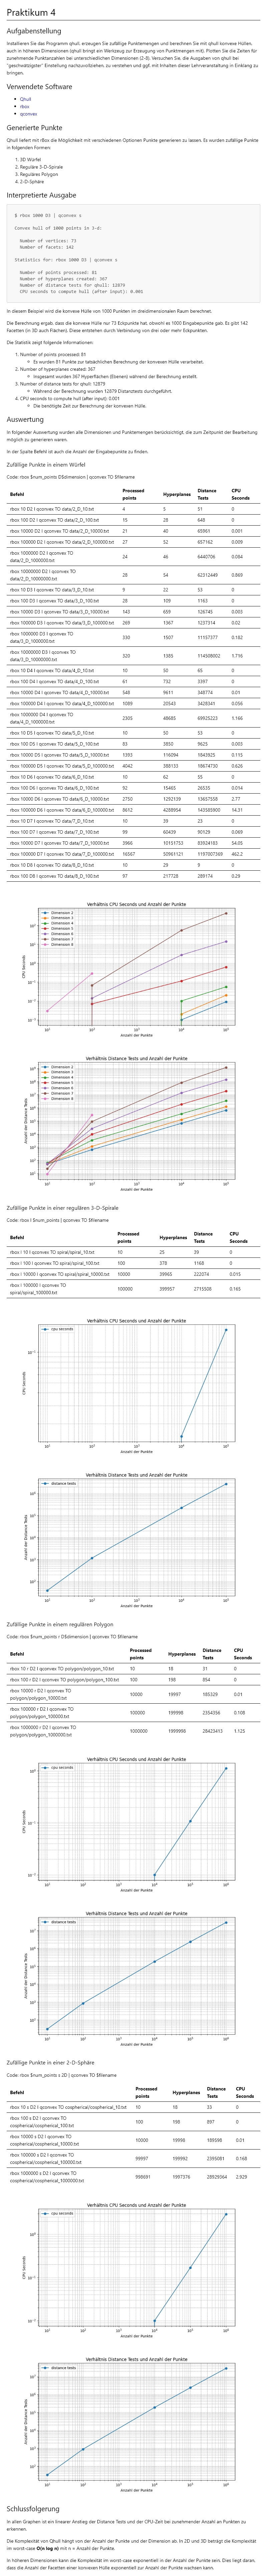 Praktikum 4
Aufgabenstellung
Installieren Sie das Programm qhull, erzeugen Sie zufällige Punktemengen und berechnen Sie mit qhull konvexe Hüllen,
auch in höheren Dimensionen (qhull bringt ein Werkzeug zur Erzeugung von Punktmengen mit). Plotten Sie die Zeiten für
zunehmende Punktanzahlen bei unterschiedlichen Dimensionen (2-8). Versuchen Sie, die Ausgaben von qhull bei
"geschwätzigster" Einstellung nachzuvollziehen, zu verstehen und ggf. mit Inhalten dieser Lehrveranstaltung in Einklang zu
bringen.
Verwendete Software
Qhull
rbox
qconvex
Generierte Punkte
Qhull liefert mit rbox die Möglichkeit mit verschiedenen Optionen Punkte genereieren zu lassen. Es wurden zufällige Punkte
in folgenden Formen:
1. 3D Würfel
2. Reguläre 3-D-Spirale
3. Reguläres Polygon
4. 2-D-Sphäre
Interpretierte Ausgabe
$ rbox 1000 D3 | qconvex s
Convex hull of 1000 points in 3-d:
Number of vertices: 73
Number of facets: 142
Statistics for: rbox 1000 D3 | qconvex s
Number of points processed: 81
Number of hyperplanes created: 367
Number of distance tests for qhull: 12879
CPU seconds to compute hull (after input): 0.001
In diesem Beispiel wird die konvexe Hülle von 1000 Punkten im dreidimensionalen Raum berechnet.
Die Berechnung ergab, dass die konvexe Hülle nur 73 Eckpunkte hat, obwohl es 1000 Eingabepunkte gab. Es gibt 142
Facetten (in 3D auch Flächen). Diese entstehen durch Verbindung von drei oder mehr Eckpunkten.
Die Statistik zeigt folgende Informationen:
1. Number of points processed: 81
Es wurden 81 Punkte zur tatsächlichen Berechnung der konvexen Hülle verarbeitet.
2. Number of hyperplanes created: 367
Insgesamt wurden 367 Hyperflächen (Ebenen) während der Berechnung erstellt.
3. Number of distance tests for qhull: 12879
Während der Berechnung wurden 12879 Distanztests durchgeführt.
4. CPU seconds to compute hull (after input): 0.001
Die benötigte Zeit zur Berechnung der konvexen Hülle.
Auswertung
In folgender Auswertung wurden alle Dimensionen und Punktemengen berücksichtigt, die zum Zeitpunkt der Bearbeitung
möglich zu generieren waren.
In der Spalte Befehl ist auch die Anzahl der Eingabepunkte zu finden.
Zufällige Punkte in einem Würfel
Code: rbox $num_points D$dimension | qconvex TO $filename
Befehl Processed points Hyperplanes Distance Tests CPU Seconds
rbox 10 D2 | qconvex TO data/2_D_10.txt 4 5 51 0
rbox 100 D2 | qconvex TO data/2_D_100.txt 15 28 648 0
rbox 10000 D2 | qconvex TO data/2_D_10000.txt 21 40 65961 0.001
rbox 100000 D2 | qconvex TO data/2_D_100000.txt 27 52 657162 0.009
rbox 1000000 D2 | qconvex TO data/2_D_1000000.txt 24 46 6440706 0.084
rbox 10000000 D2 | qconvex TO data/2_D_10000000.txt 28 54 62312449 0.869
rbox 10 D3 | qconvex TO data/3_D_10.txt 9 22 53 0
rbox 100 D3 | qconvex TO data/3_D_100.txt 28 109 1163 0
rbox 10000 D3 | qconvex TO data/3_D_10000.txt 143 659 126745 0.002
rbox 100000 D3 | qconvex TO data/3_D_100000.txt 269 1367 1237514 0.02
rbox 1000000 D3 | qconvex TO data/3_D_1000000.txt 330 1507 11157377 0.182
rbox 10000000 D3 | qconvex TO data/3_D_10000000.txt 320 1385 114508002 1.716
rbox 10 D4 | qconvex TO data/4_D_10.txt 10 50 65 0
rbox 100 D4 | qconvex TO data/4_D_100.txt 61 732 3397 0
rbox 10000 D4 | qconvex TO data/4_D_10000.txt 548 9611 348774 0.01
rbox 100000 D4 | qconvex TO data/4_D_100000.txt 1089 20543 3428341 0.056
rbox 1000000 D4 | qconvex TO data/4_D_1000000.txt 2305 48685 69925223 1.166
rbox 10 D5 | qconvex TO data/5_D_10.txt 10 50 53 0
rbox 100 D5 | qconvex TO data/5_D_100.txt 83 3850 9625 0.003
rbox 10000 D5 | qconvex TO data/5_D_10000.txt 1393 116094 1843925 0.115
rbox 100000 D5 | qconvex TO data/5_D_100000.txt 4042 388133 18674730 0.626
rbox 10 D6 | qconvex TO data/6_D_10.txt 10 62 55 0
rbox 100 D6 | qconvex TO data/6_D_100.txt 92 15465 26535 0.014
rbox 10000 D6 | qconvex TO data/6_D_10000.txt 2750 1292159 13657558 2.77
rbox 100000 D6 | qconvex TO data/6_D_100000.txt 9612 4288954 143565900 14.31
rbox 10 D7 | qconvex TO data/7_D_10.txt 10 39 23 0
rbox 100 D7 | qconvex TO data/7_D_100.txt 99 60439 90129 0.069
rbox 10000 D7 | qconvex TO data/7_D_10000.txt 3966 10151753 83924183 54.05
rbox 100000 D7 | qconvex TO data/7_D_100000.txt 16567 50961121 1197007369 462.2
rbox 10 D8 | qconvex TO data/8_D_10.txt 10 29 9 0
rbox 100 D8 | qconvex TO data/8_D_100.txt 97 217728 289174 0.29
Verhältnis CPU Seconds und Anzahl der Punkte
Dimension 2
Dimension 3
Dimension 4
Dimension 5
Dimension 6
Dimension 7
Dimension 8
CPU Seconds
Anzahl der Punkte
Verhältnis Distance Tests und Anzahl der Punkte
Dimension 2
Dimension 3
Dimension 4
Dimension 5
Dimension 6
Dimension 7
Dimension 8
Anzahl der Distance Tests
Anzahl der Punkte
Zufällige Punkte in einer regulären 3-D-Spirale
Code: rbox l $num_points | qconvex TO $filename
Befehl Processed points Hyperplanes Distance Tests CPU Seconds
rbox l 10 | qconvex TO spiral/spiral_10.txt 10 25 39 0
rbox l 100 | qconvex TO spiral/spiral_100.txt 100 378 1168 0
rbox l 10000 | qconvex TO spiral/spiral_10000.txt 10000 39965 222074 0.015
rbox l 100000 | qconvex TO spiral/spiral_100000.txt 100000 399957 2715508 0.165
Verhältnis CPU Seconds und Anzahl der Punkte
cpu seconds
CPU Seconds
Anzahl der Punkte
Verhältnis Distance Tests und Anzahl der Punkte
distance tests
Anzahl der Distance Tests
Anzahl der Punkte
Zufällige Punkte in einem regulären Polygon
Code: rbox $num_points r D$dimension | qconvex TO $filename
Befehl Processed points Hyperplanes Distance Tests CPU Seconds
rbox 10 r D2 | qconvex TO polygon/polygon_10.txt 10 18 31 0
rbox 100 r D2 | qconvex TO polygon/polygon_100.txt 100 198 864 0
rbox 10000 r D2 | qconvex TO polygon/polygon_10000.txt 10000 19997 185329 0.01
rbox 100000 r D2 | qconvex TO polygon/polygon_100000.txt 100000 199998 2354356 0.108
rbox 1000000 r D2 | qconvex TO polygon/polygon_1000000.txt 1000000 1999998 28423413 1.125
Verhältnis CPU Seconds und Anzahl der Punkte
cpu seconds
CPU Seconds
Anzahl der Punkte
Verhältnis Distance Tests und Anzahl der Punkte
distance tests
Anzahl der Distance Tests
Anzahl der Punkte
Zufällige Punkte in einer 2-D-Sphäre
Code: rbox $num_points s 2D | qconvex TO $filename
Befehl Processed points Hyperplanes Distance Tests CPU Seconds
rbox 10 s D2 | qconvex TO cospherical/cospherical_10.txt 10 18 33 0
rbox 100 s D2 | qconvex TO cospherical/cospherical_100.txt 100 198 897 0
rbox 10000 s D2 | qconvex TO cospherical/cospherical_10000.txt 10000 19998 189598 0.01
rbox 100000 s D2 | qconvex TO cospherical/cospherical_100000.txt 99997 199992 2395081 0.168
rbox 1000000 s D2 | qconvex TO cospherical/cospherical_1000000.txt 998691 1997376 28929364 2.929
Verhältnis CPU Seconds und Anzahl der Punkte
cpu seconds
CPU Seconds
Anzahl der Punkte
Verhältnis Distance Tests und Anzahl der Punkte
distance tests
Anzahl der Distance Tests
Anzahl der Punkte
Schlussfolgerung
In allen Graphen ist ein linearer Anstieg der Distance Tests und der CPU-Zeit bei zunehmender Anzahl an Punkten zu
erkennen.
Die Komplexität von Qhull hängt von der Anzahl der Punkte und der Dimension ab. In 2D und 3D beträgt die Komplexität
im worst-case O(n log n) mit n = Anzahl der Punkte.
In höheren Dimensionen kann die Komplexität im worst-case exponentiell in der Anzahl der Punkte sein. Dies liegt daran,
dass die Anzahl der Facetten einer konvexen Hülle exponentiell zur Anzahl der Punkte wachsen kann.